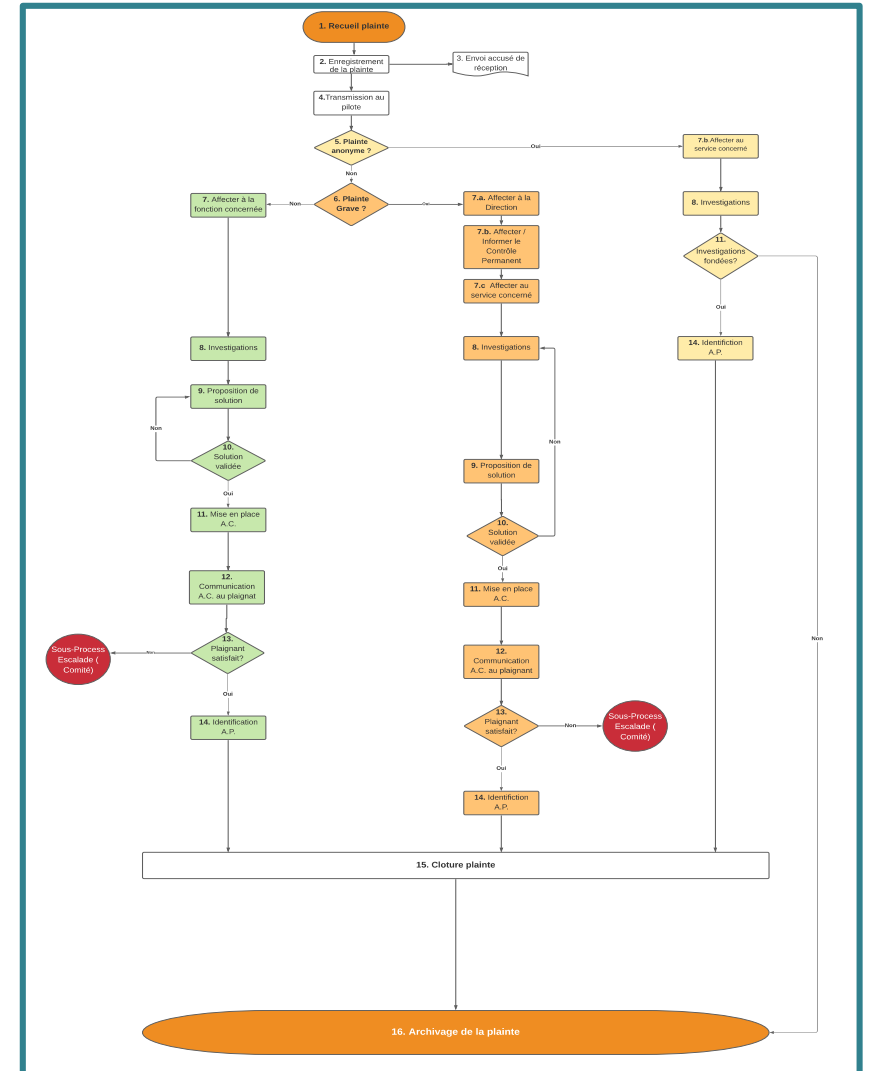 1. Recueil plainte
2. Enregistrement
de la plainte
3. Envoi accusé de
réception
4.Transmission au
pilote
5. Plainte
anonyme ?
Oui
7.b Affecter au
service concerné
Non
7. Affecter à la
fonction concernée
Non
6. Plainte
Grave ?
7.a. Affecter à la
Direction
8. Investigations
7.b. Affecter /
Informer le
Contrôle
Permanent
11.
Investigations
fondées?
7.c Affecter au
service concerné
Oui
8. Investigations
8. Investigations
14. Identifiction
A.P.
9. Proposition de
solution
Non
Non
10.
Solution
validée
9. Proposition de
solution
Oui
11. Mise en place
A.C.
10.
Solution
validée
Oui
12.
Communication
A.C. au plaignat
11. Mise en place
A.C.
Non
13.
Plaignant
satisfait?
Non
Sous-Process
Escalade (
Comité)
12.
Communication
A.C. au plaignant
Oui
14. Identification
A.P.
13.
Plaignant
satisfait?
Non
Sous-Process
Escalade (
Comité)
Oui
14. Identifiction
A.P.
15. Cloture plainte
16. Archivage de la plainte